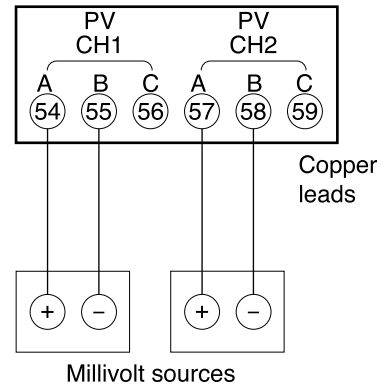 PV PV
CH1 CH2
A B C A B C
54 55 56 57 58 59
Copper
leads
+ − + −
Millivolt sources